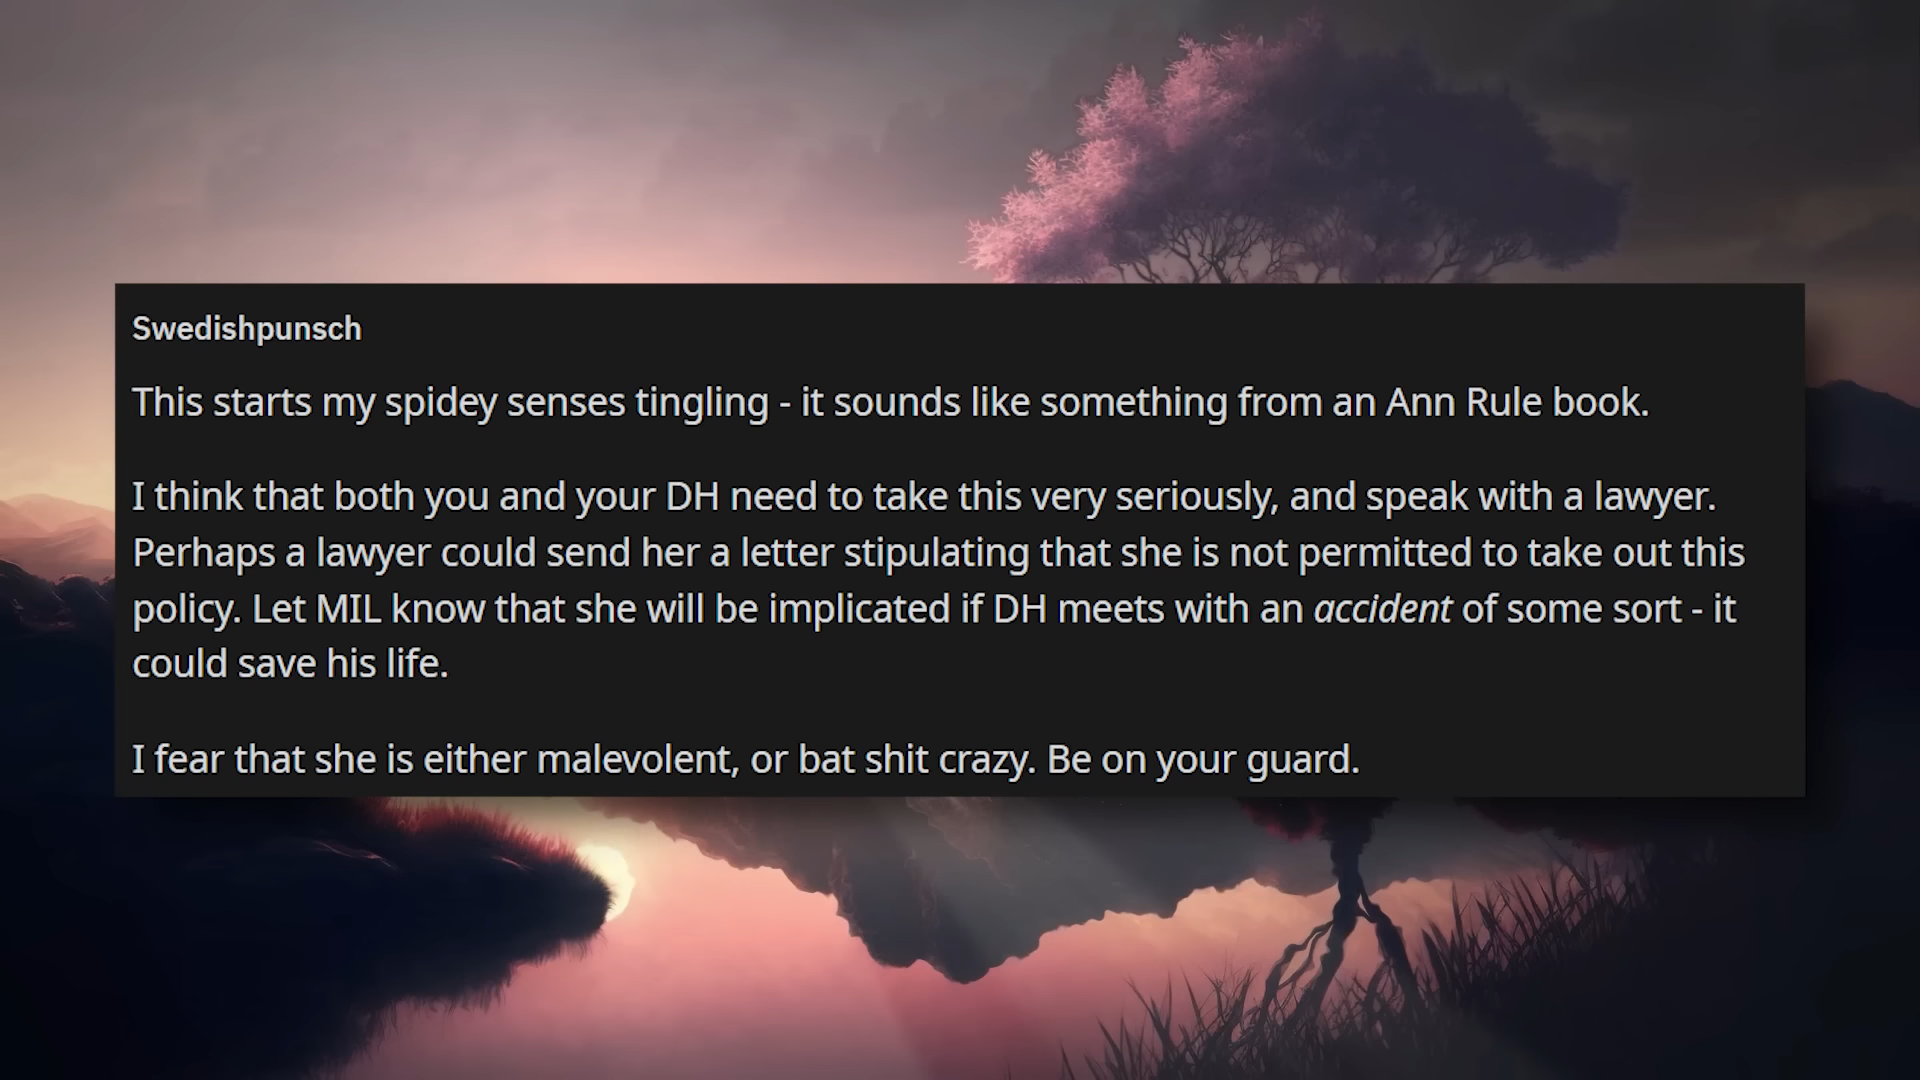 Swedishpunsch
This starts my spidey senses tingling - it sounds like something from an Ann Rule book.
I think that both you and your DH need to take this very seriously, and speak with a lawyer.
Perhaps a lawyer could send her a letter stipulating that she is not permitted to take out this
policy. Let MIL know that she will be implicated if DH meets with an accident of some sort - it
could save his life.
I fear that she is either malevolent, or bat shit crazy. Be on your guard.